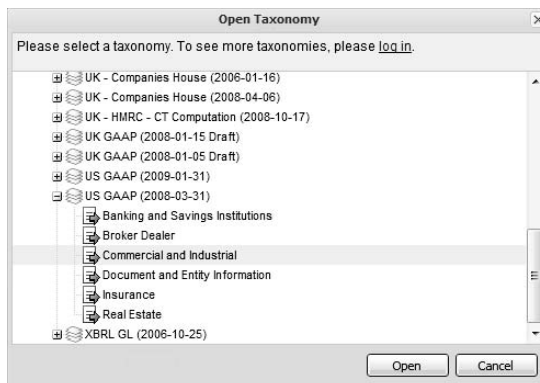 Open Taxonomy
Please select a taxonomy. To see more taxonomies, please log in.
UK - Companies House (2006-01-16)
UK - Companies House (2008-04-06)
UK - HMRC - CT Computation (2008-10-17)
UK GAAP (2008-01-15 Draft)
UK GAAP (2008-01-05 Draft)
US GAAP (2009-01-31)
US GAAP (2008-03-31)
Banking and Savings Institutions
Broker Dealer
Commercial and Industrial
Document and Entity Information
Insurance
Real Estate
XBRL GL (2006-10-25)
Open Cancel